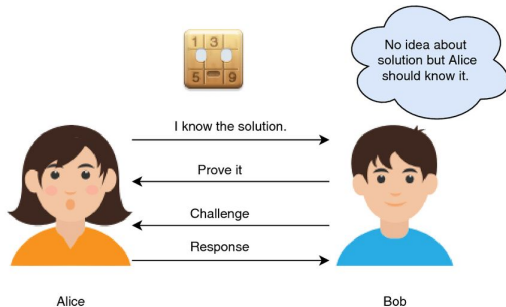 1 3
5 9
No idea about
solution but Alice
should know it.
I know the solution.
Prove it
Challenge
Response
Alice
Bob